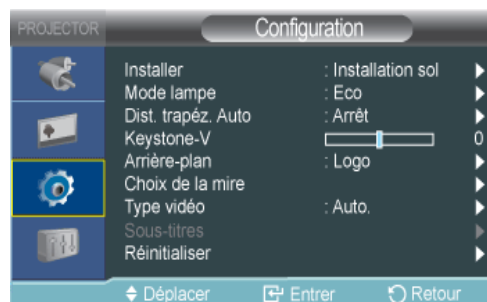 PROJECTOR Configuration
Installer : Installation sol
Mode lampe : Eco
Dist. trapéz. Auto : Arrêt
Keystone-V 0
Arrière-plan : Logo
Choix de la mire
Type vidéo : Auto.
Sous-titres
Réinitialiser
Déplacer Entrer Retour